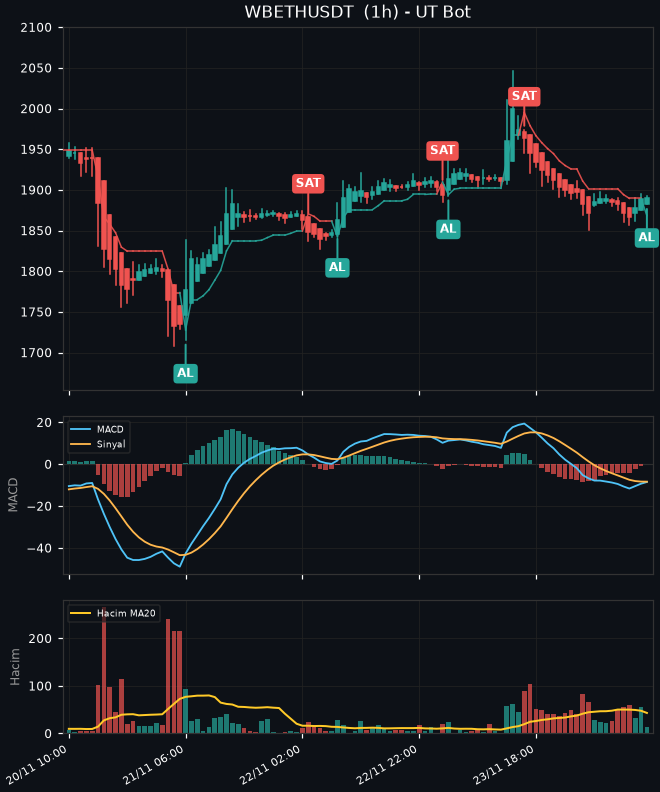 WBETHUSDT (1h) - UT Bot
2100
2050
2000
1950
1900
1850
1800
1750
1700
SAT
SAT
SAT
AL
AL
AL
AL
MACD
20
0
−20
−40
MACD
Sinyal
Hacim
200
100
0
Hacim MA20
20/11 10:00
21/11 06:00
22/11 02:00
22/11 22:00
23/11 18:00